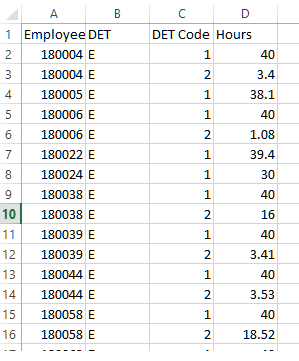 A B C D
1 Employee DET DET Code Hours
2 180004 E 1 40
3 180004 E 2 3.4
4 180005 E 1 38.1
5 180006 E 1 40
6 180006 E 2 1.08
7 180022 E 1 39.4
8 180024 E 1 30
9 180038 E 1 40
10 180038 E 2 16
11 180039 E 1 40
12 180039 E 2 3.41
13 180044 E 1 40
14 180044 E 2 3.53
15 180058 E 1 40
16 180058 E 2 18.52